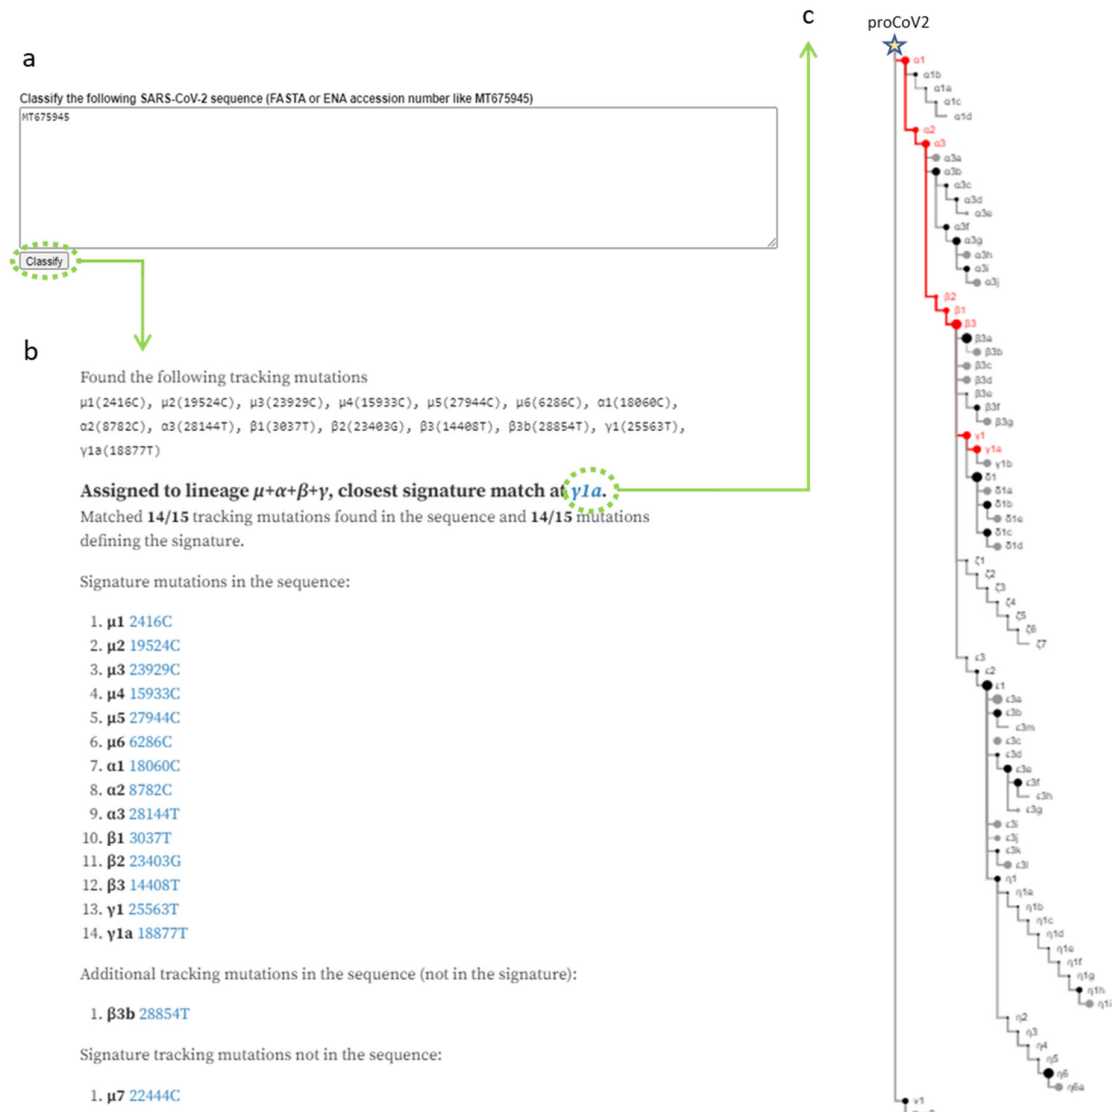 a
Classify the following SARS-CoV-2 sequence (FASTA or ENA accession number like MT675945)
MT675945
Classify
b
Found the following tracking mutations
μ1(2416C), μ2(19524C), μ3(23929C), μ4(15933C), μ5(27944C), μ6(6286C), α1(18060C),
α2(8782C), α3(28144T), β1(3037T), β2(23403G), β3(14408T), β3b(28854T), γ1(25563T),
γ1a(18877T)
Assigned to lineage μ+α+β+γ, closest signature match at γ1a.
Matched 14/15 tracking mutations found in the sequence and 14/15 mutations
defining the signature.
Signature mutations in the sequence:
1. μ1 2416C
2. μ2 19524C
3. μ3 23929C
4. μ4 15933C
5. μ5 27944C
6. μ6 6286C
7. α1 18060C
8. α2 8782C
9. α3 28144T
10. β1 3037T
11. β2 23403G
12. β3 14408T
13. γ1 25563T
14. γ1a 18877T
Additional tracking mutations in the sequence (not in the signature):
1. β3b 28854T
Signature tracking mutations not in the sequence:
1. μ7 22444C
c
proCoV2
α1
α1b
α1a
α1c
α1d
α2
α3
α3a
α3b
α3c
α3d
α3e
α3f
α3g
α3h
α3i
α3j
β2
β1
β3
β3a
β3b
β3c
β3d
β3e
β3f
β3g
γ1
γ1a
γ1b
δ1
δ1a
δ1b
δ1e
δ1c
δ1d
ζ1
ζ2
ζ3
ζ4
ζ5
ζ6
ζ7
ε3
ε2
ε1
ε3a
ε3b
ε3m
ε3c
ε3d
ε3e
ε3f
ε3h
ε3g
ε3i
ε3j
ε3k
ε3l
η1
η1a
η1b
η1c
η1d
η1e
η1f
η1g
η1h
η1i
η2
η3
η4
η5
η6
η6a
ν1